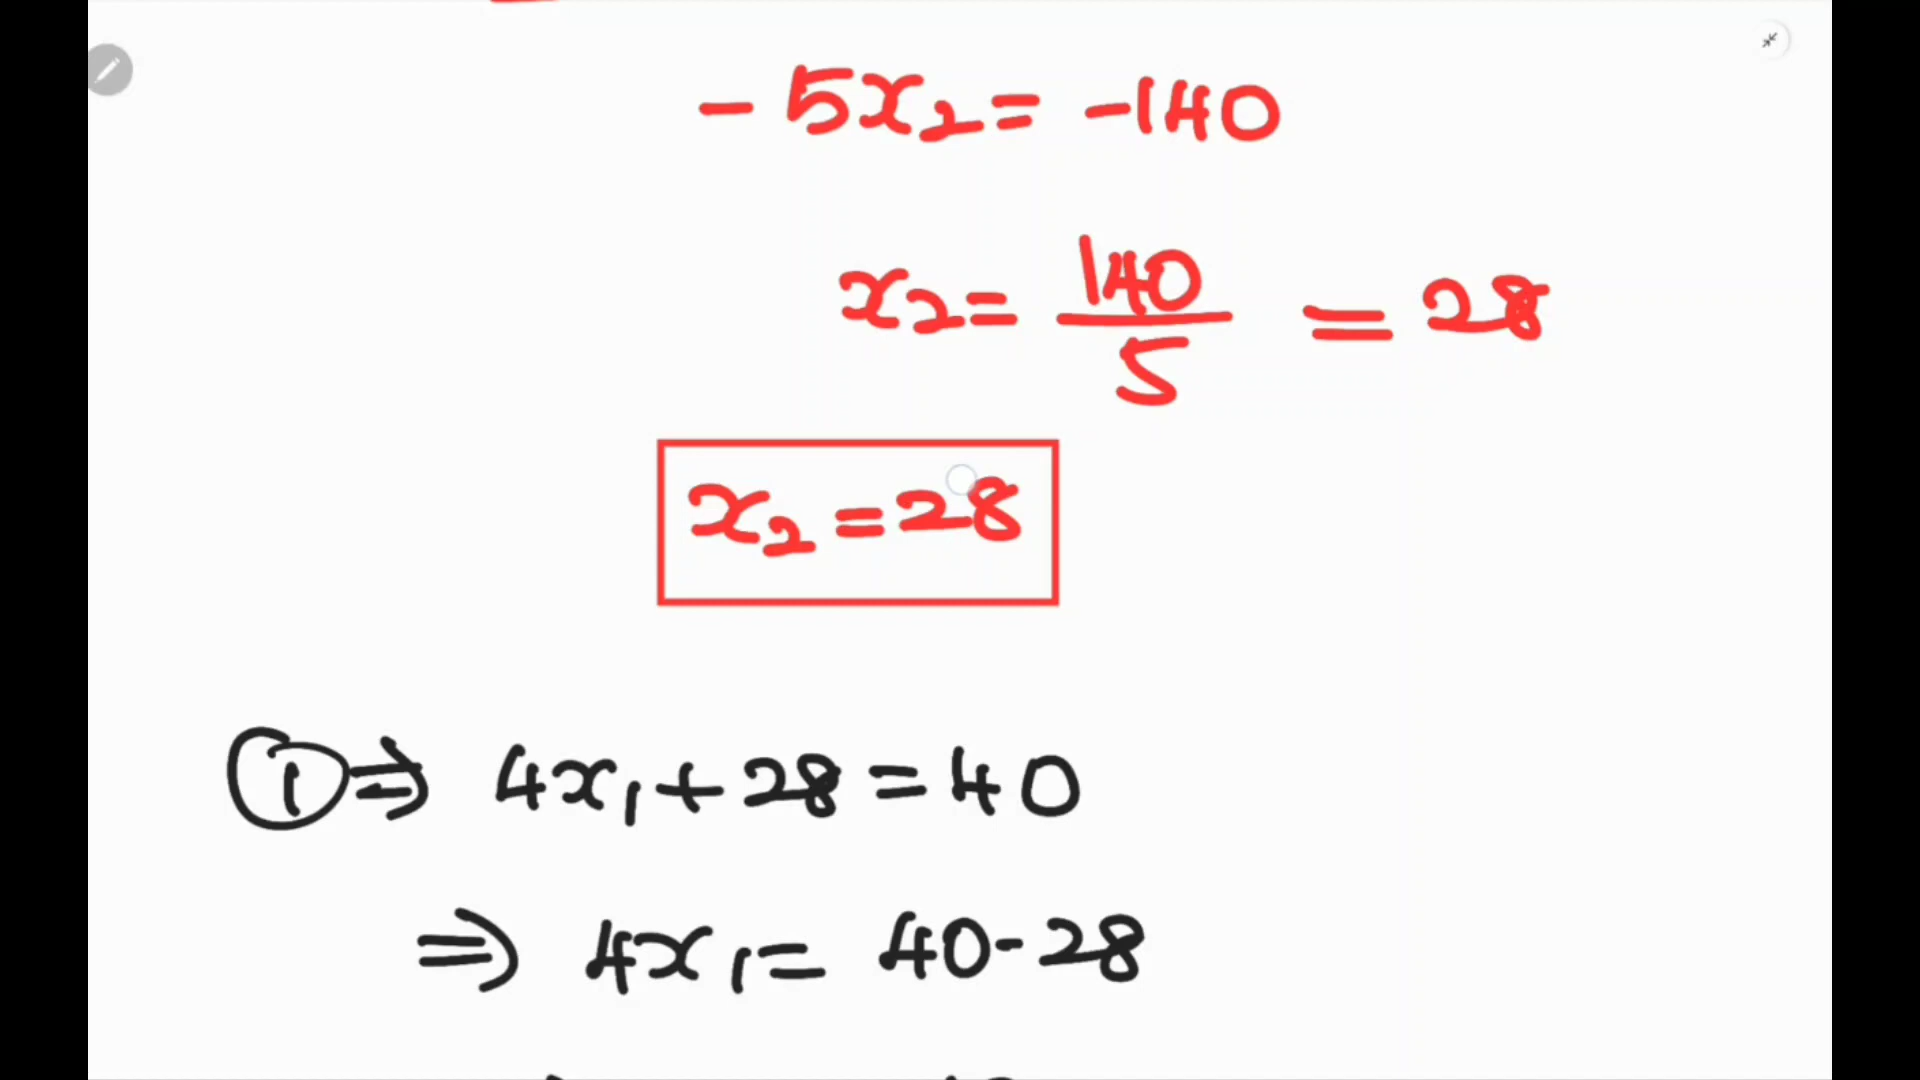 - 5x₂ = -140
x₂ = 140/5 = 28
x₂ = 28
① ⇒ 4x₁ + 28 = 40
⇒ 4x₁ = 40 - 28